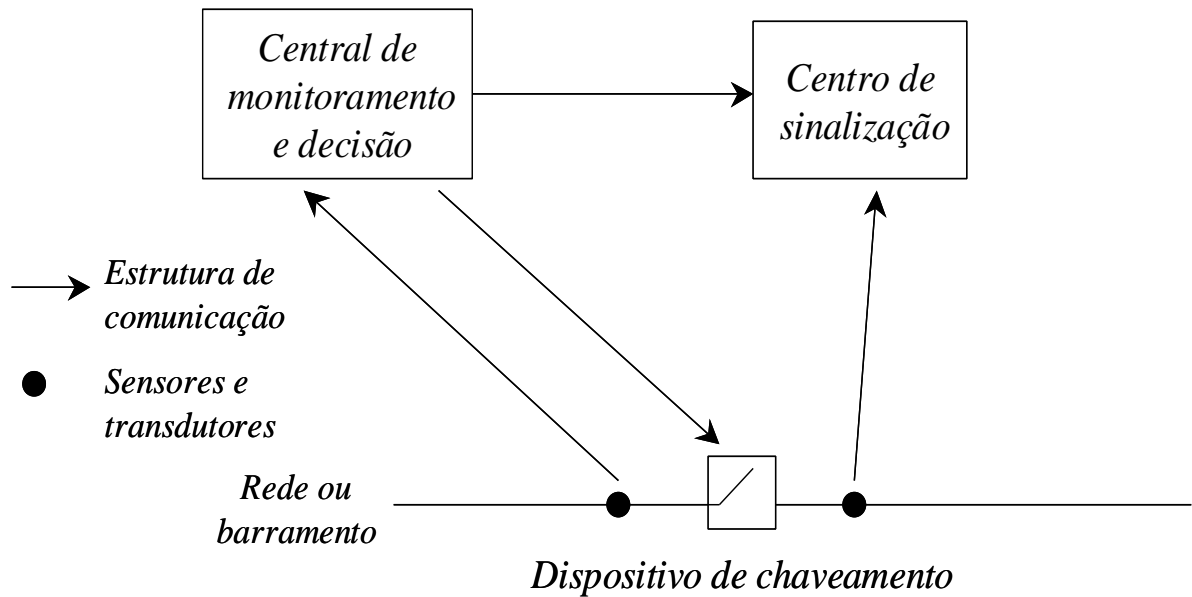 Central de
monitoramento
e decisão
Centro de
sinalização
Estrutura de
comunicação
Sensores e
transdutores
Rede ou
barramento
Dispositivo de chaveamento